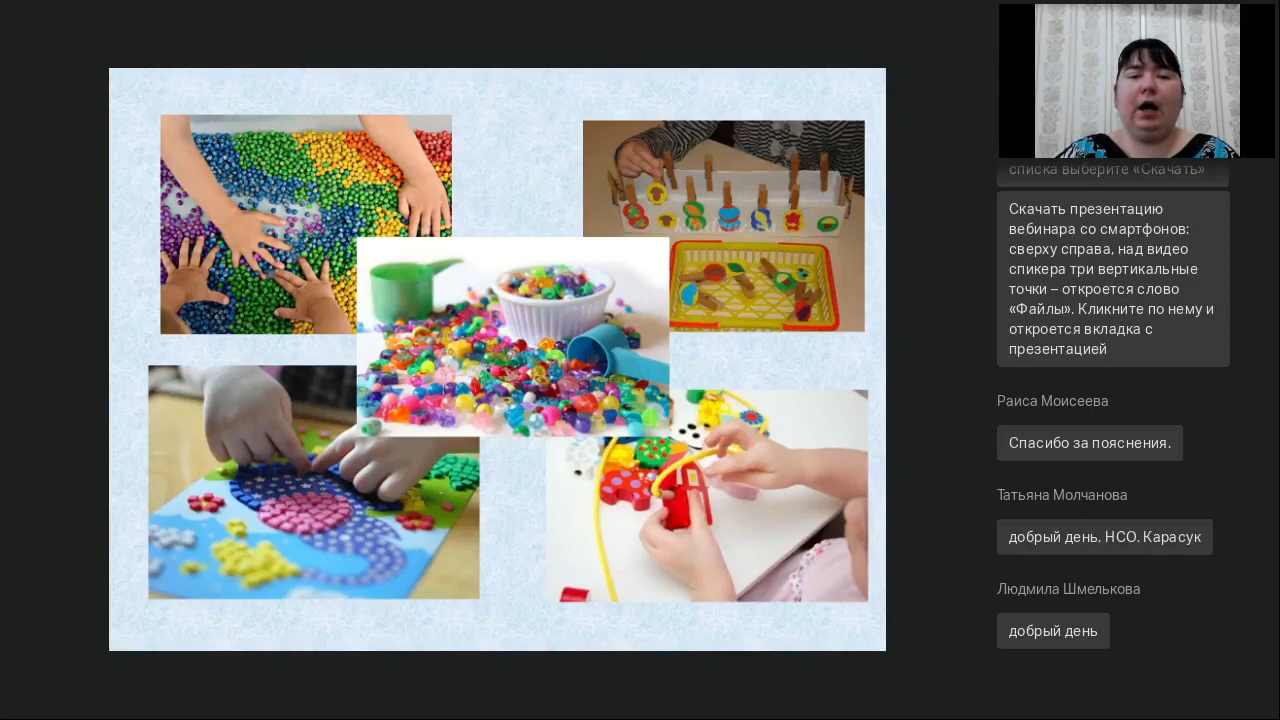 списка выберите «Скачать»
Скачать презентацию
вебинара со смартфонов:
сверху справа, над видео
спикера три вертикальные
точки – откроется слово
«Файлы». Кликните по нему и
откроется вкладка с
презентацией
Раиса Моисеева
Спасибо за пояснения.
Татьяна Молчанова
добрый день. НСО. Карасук
Людмила Шмелькова
добрый день